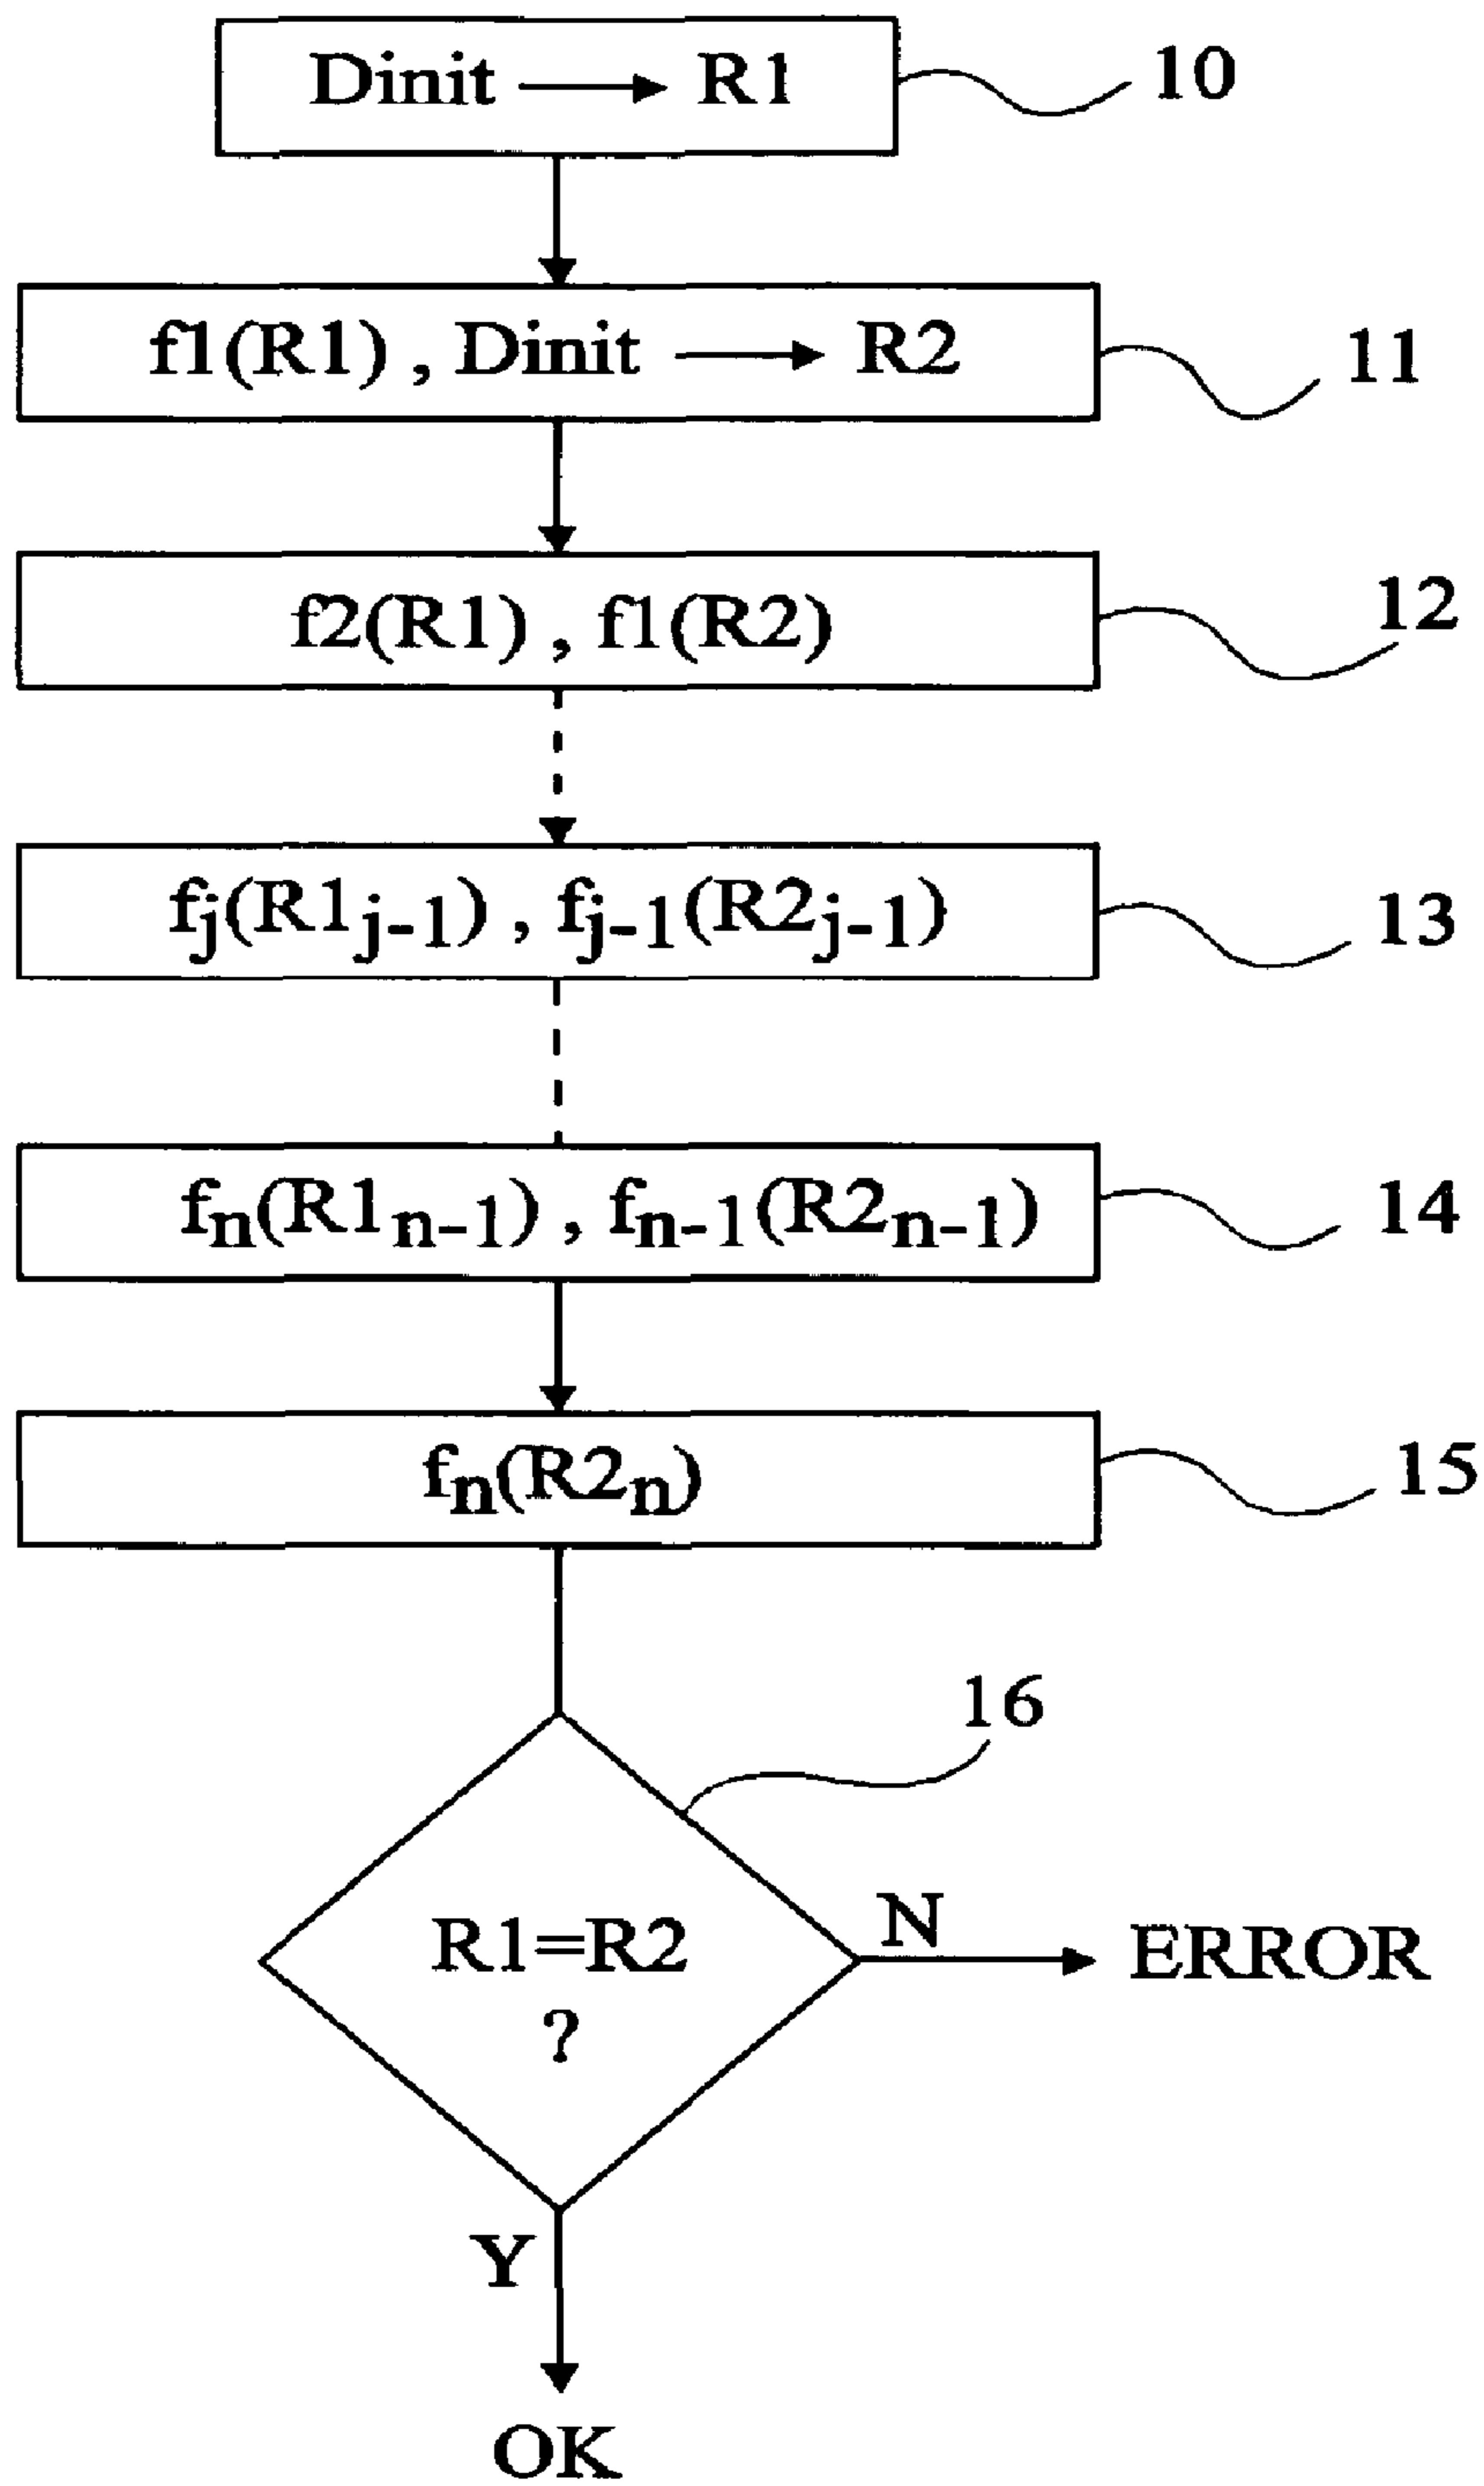 Dinit → R1
10
f1(R1) , Dinit → R2
11
f2(R1) , f1(R2)
12
fj(R1j-1) , fj-1(R2j-1)
13
fn(R1n-1) , fn-1(R2n-1)
14
fn(R2n)
15
16
R1=R2
?
N
ERROR
Y
OK